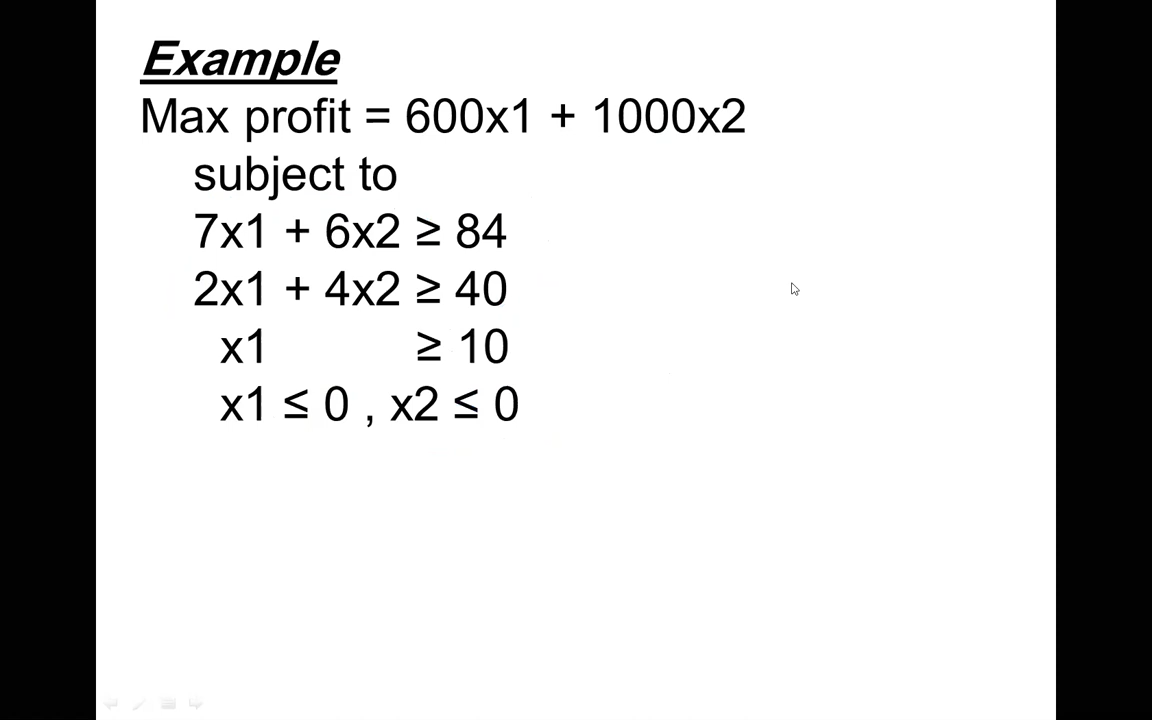 Example
Max profit = 600x1 + 1000x2
subject to
7x1 + 6x2 ≥ 84
2x1 + 4x2 ≥ 40
x1 ≥ 10
x1 ≤ 0 , x2 ≤ 0